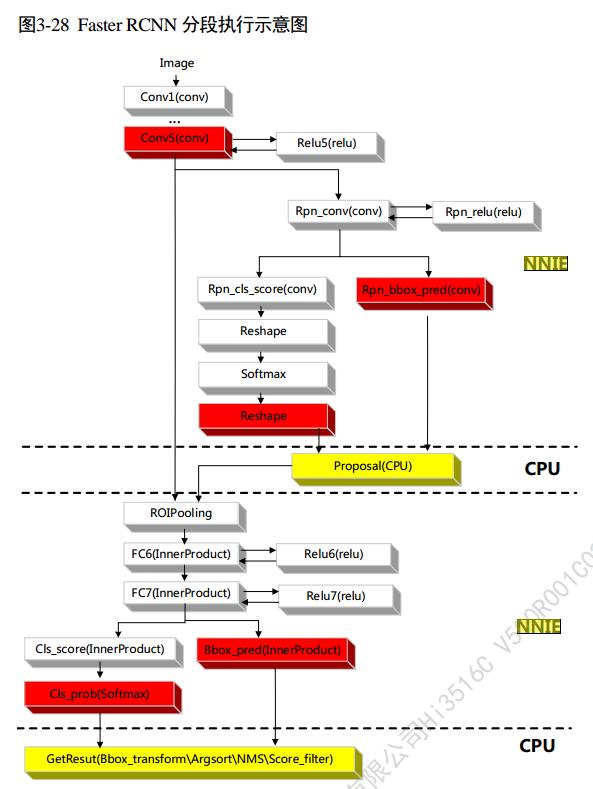 图3-28 Faster RCNN 分段执行示意图
Image
Conv1(conv)
...
Conv5(conv)
Relu5(relu)
Rpn_conv(conv)
Rpn_relu(relu)
NNIE
Rpn_cls_score(conv)
Rpn_bbox_pred(conv)
Reshape
Softmax
Reshape
Proposal(CPU)
CPU
ROIPooling
FC6(InnerProduct)
Relu6(relu)
FC7(InnerProduct)
Relu7(relu)
NNIE
Cls_score(InnerProduct)
Bbox_pred(InnerProduct)
Cls_prob(Softmax)
CPU
GetResut(Bbox_transform\Argsort\NMS\Score_filter)
有限公司Hi3516C